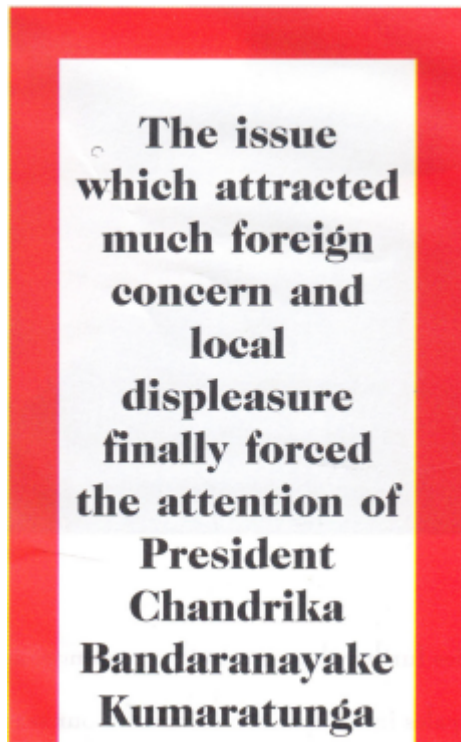 The issue
which attracted
much foreign
concern and
local
displeasure
finally forced
the attention of
President
Chandrika
Bandaranayake
Kumaratunga